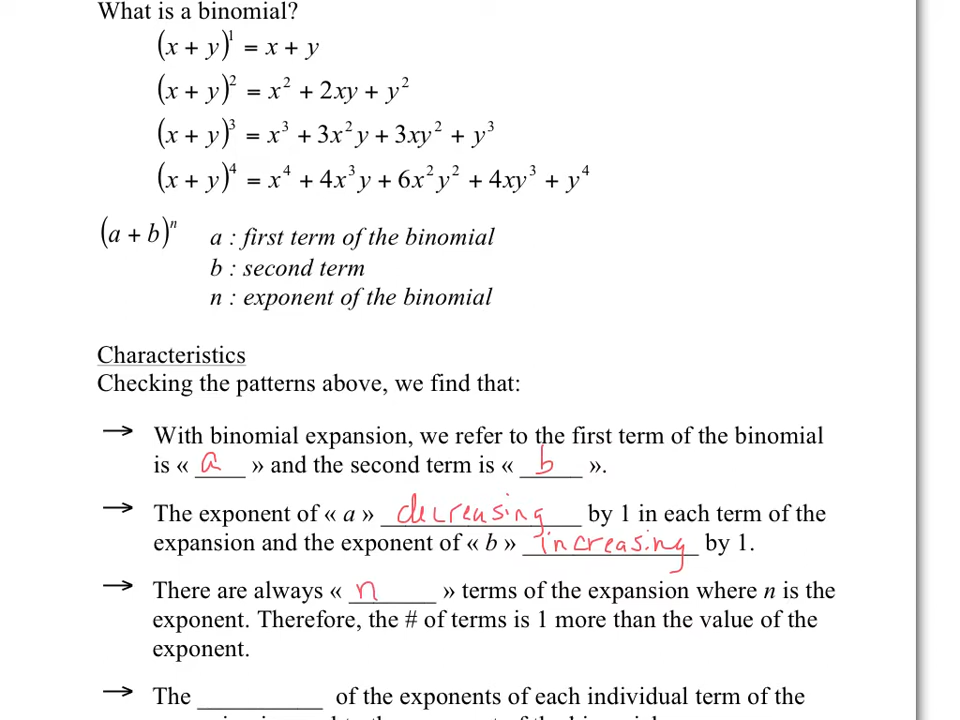 What is a binomial?
(x + y)¹ = x + y
(x + y)² = x² + 2xy + y²
(x + y)³ = x³ + 3x²y + 3xy² + y³
(x + y)⁴ = x⁴ + 4x³y + 6x²y² + 4xy³ + y⁴
(a + b)ⁿ a : first term of the binomial
b : second term
n : exponent of the binomial
Characteristics
Checking the patterns above, we find that:
→ With binomial expansion, we refer to the first term of the binomial
is « a » and the second term is « b ».
→ The exponent of « a » decreasing by 1 in each term of the
expansion and the exponent of « b » increasing by 1.
→ There are always « n » terms of the expansion where n is the
exponent. Therefore, the # of terms is 1 more than the value of the
exponent.
→ The __________ of the exponents of each individual term of the